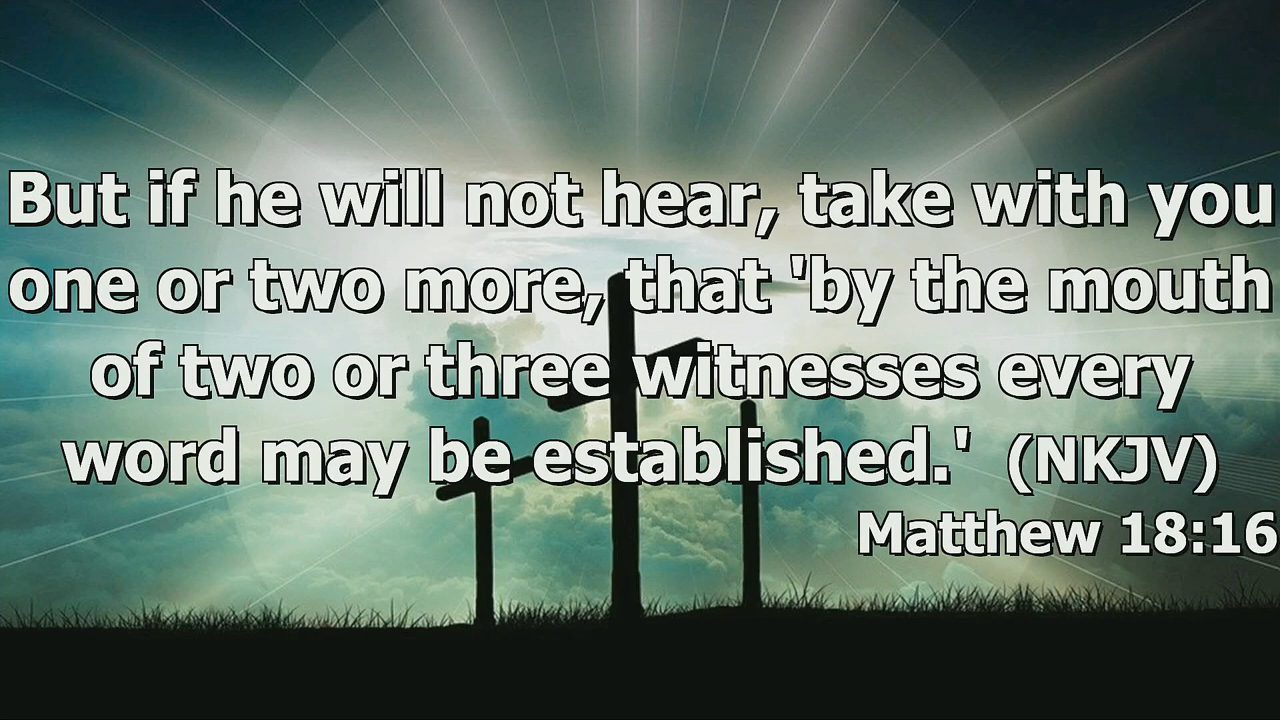 But if he will not hear, take with you
one or two more, that 'by the mouth
of two or three witnesses every
word may be established.' (NKJV)
Matthew 18:16